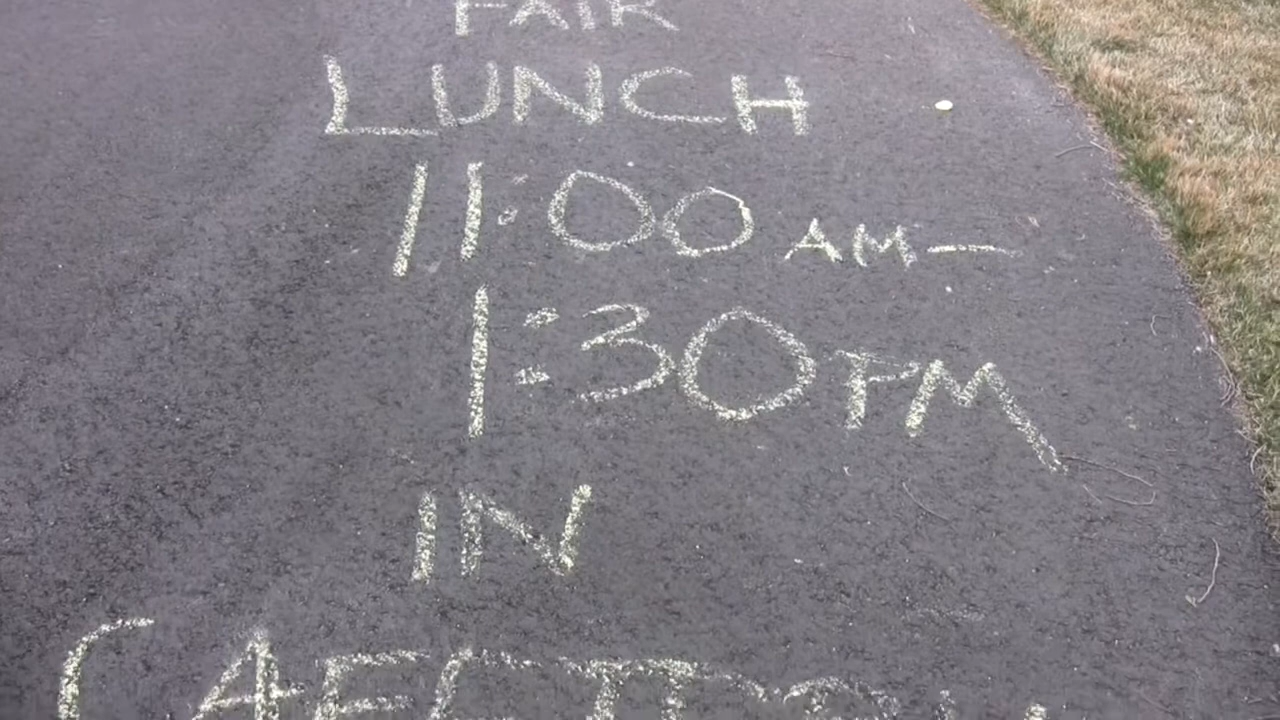 FAIR
LUNCH
11:00 AM—
1:30 PM
IN